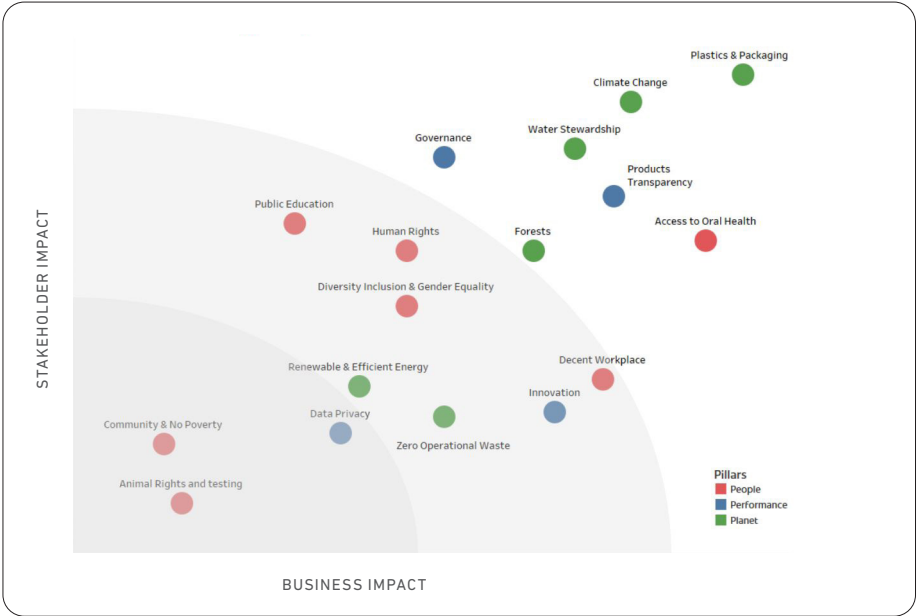 Plastics & Packaging
Climate Change
Water Stewardship
Governance
Products
Transparency
Public Education
Access to Oral Health
Human Rights
Forests
Diversity Inclusion & Gender Equality
STAKEHOLDER IMPACT
Decent Workplace
Renewable & Efficient Energy
Innovation
Data Privacy
Community & No Poverty
Zero Operational Waste
Animal Rights and testing
Pillars
People
Performance
Planet
BUSINESS IMPACT